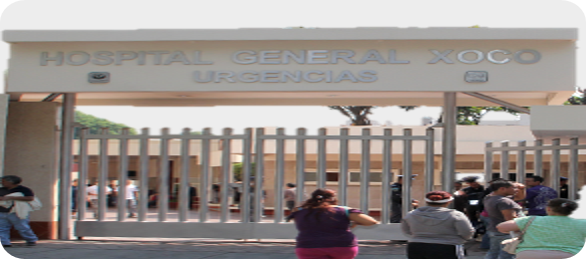 HOSPITAL GENERAL XOCO
URGENCIAS